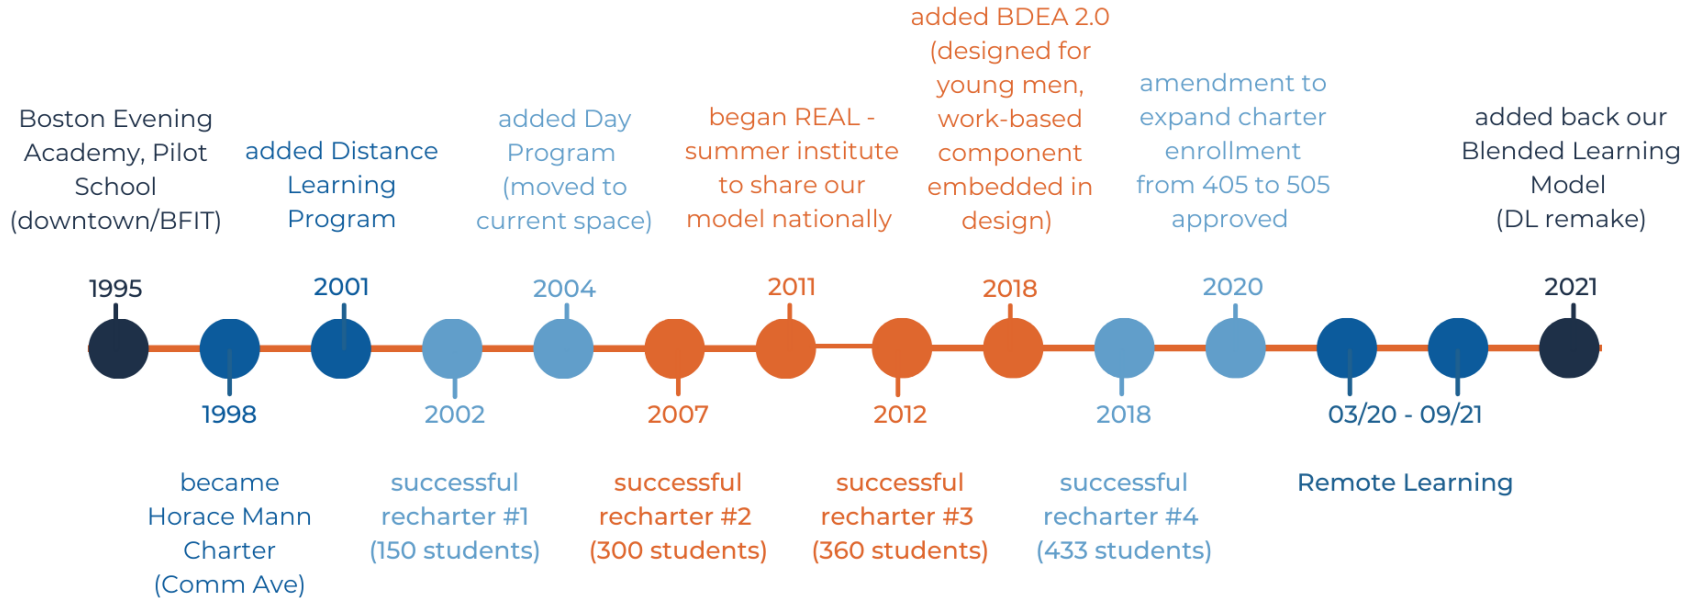 Boston Evening
Academy, Pilot
School
(downtown/BFIT)
1995
became
Horace Mann
Charter
(Comm Ave)
1998
added Distance
Learning
Program
2001
2002
successful
recharter #1
(150 students)
added Day
Program
(moved to
current space)
2004
2007
successful
recharter #2
(300 students)
began REAL -
summer institute
to share our
model nationally
2011
2012
successful
recharter #3
(360 students)
added BDEA 2.0
(designed for
young men,
work-based
component
embedded in
design)
2018
2018
successful
recharter #4
(433 students)
amendment to
expand charter
enrollment
from 405 to 505
approved
2020
03/20 - 09/21
Remote Learning
added back our
Blended Learning
Model
(DL remake)
2021